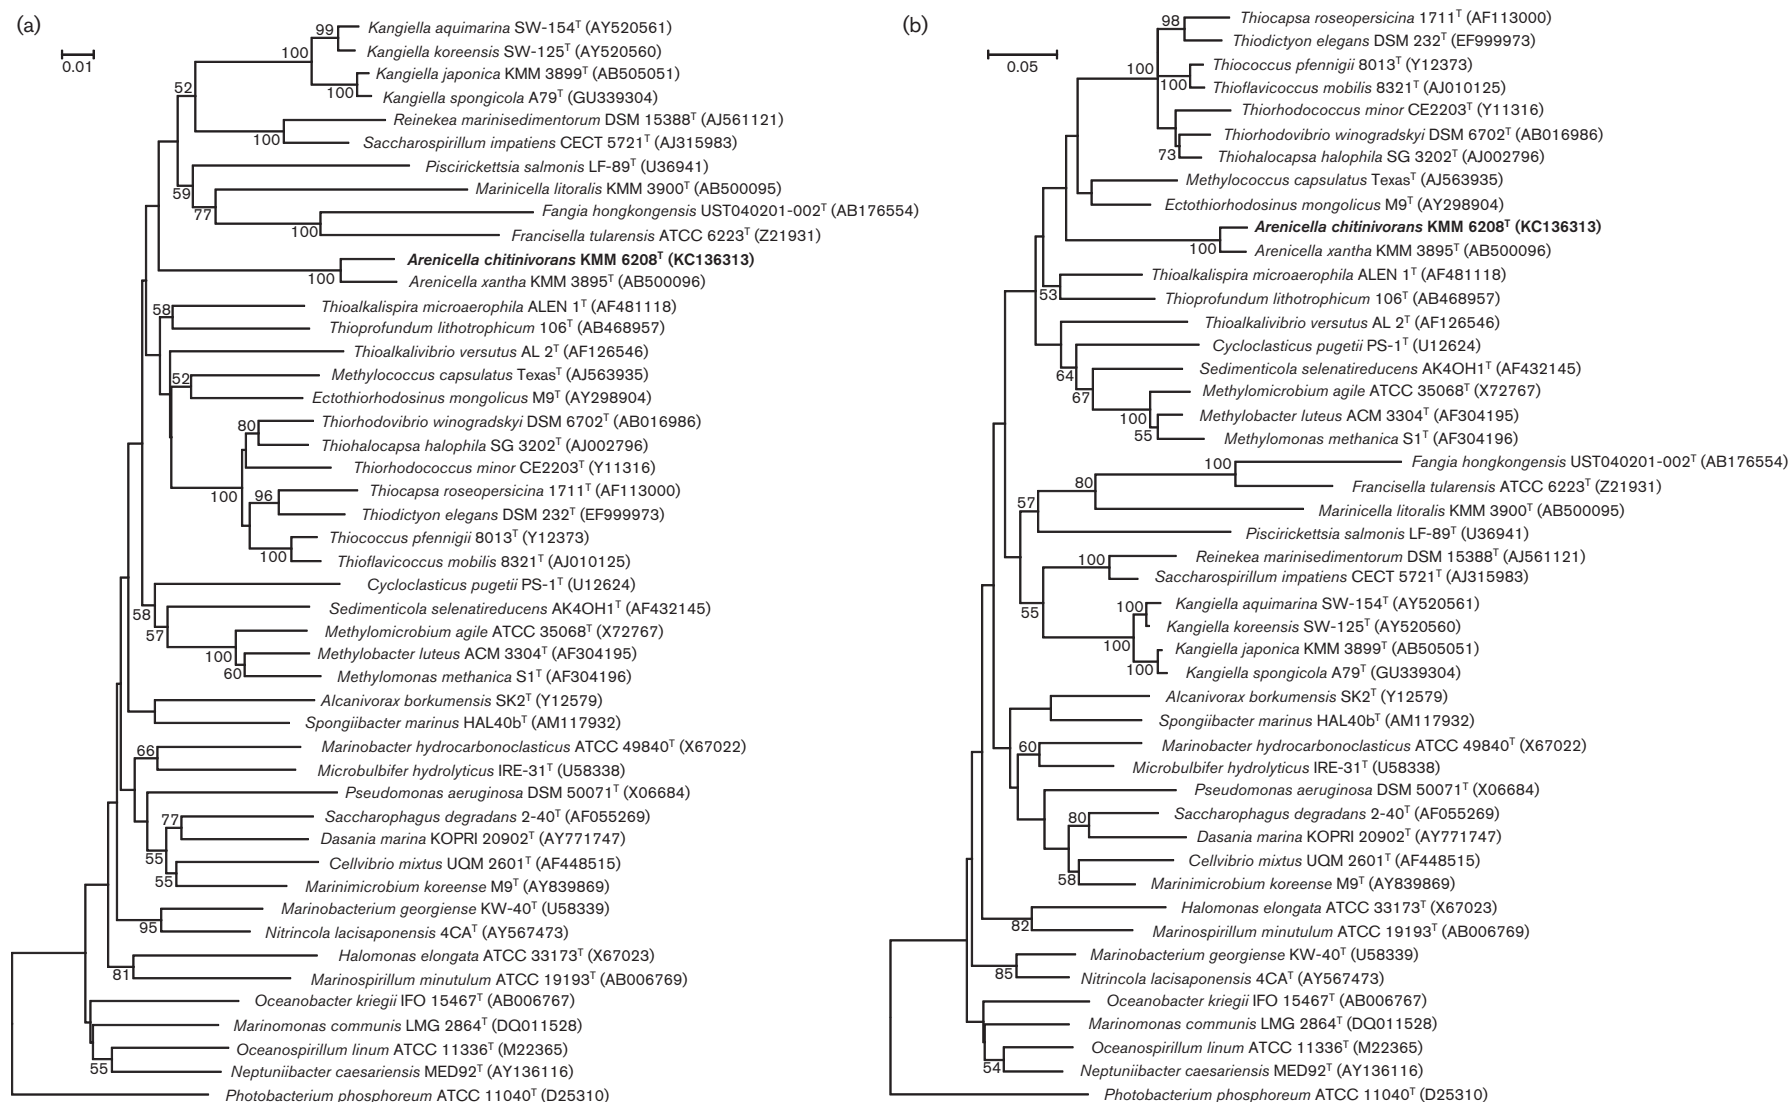 (a)
0.01
99
100
100
52
100
59
77
100
100
58
52
80
100
96
100
58
57
100
60
66
77
55
55
95
81
55
Kangiella aquimarina SW-154ᵀ (AY520561)
Kangiella koreensis SW-125ᵀ (AY520560)
Kangiella japonica KMM 3899ᵀ (AB505051)
Kangiella spongicola A79ᵀ (GU339304)
Reinekea marinisedimentorum DSM 15388ᵀ (AJ561121)
Saccharospirillum impatiens CECT 5721ᵀ (AJ315983)
Piscirickettsia salmonis LF-89ᵀ (U36941)
Marinicella litoralis KMM 3900ᵀ (AB500095)
Fangia hongkongensis UST040201-002ᵀ (AB176554)
Francisella tularensis ATCC 6223ᵀ (Z21931)
Arenicella chitinivorans KMM 6208ᵀ (KC136313)
Arenicella xantha KMM 3895ᵀ (AB500096)
Thioalkalispira microaerophila ALEN 1ᵀ (AF481118)
Thioprofundum lithotrophicum 106ᵀ (AB468957)
Thioalkalivibrio versutus AL 2ᵀ (AF126546)
Methylococcus capsulatus Texasᵀ (AJ563935)
Ectothiorhodosinus mongolicus M9ᵀ (AY298904)
Thiorhodovibrio winogradskyi DSM 6702ᵀ (AB016986)
Thiohalocapsa halophila SG 3202ᵀ (AJ002796)
Thiorhodococcus minor CE2203ᵀ (Y11316)
Thiocapsa roseopersicina 1711ᵀ (AF113000)
Thiodictyon elegans DSM 232ᵀ (EF999973)
Thiococcus pfennigii 8013ᵀ (Y12373)
Thioflavicoccus mobilis 8321ᵀ (AJ010125)
Cycloclasticus pugetii PS-1ᵀ (U12624)
Sedimenticola selenatireducens AK4OH1ᵀ (AF432145)
Methylomicrobium agile ATCC 35068ᵀ (X72767)
Methylobacter luteus ACM 3304ᵀ (AF304195)
Methylomonas methanica S1ᵀ (AF304196)
Alcanivorax borkumensis SK2ᵀ (Y12579)
Spongiibacter marinus HAL40bᵀ (AM117932)
Marinobacter hydrocarbonoclasticus ATCC 49840ᵀ (X67022)
Microbulbifer hydrolyticus IRE-31ᵀ (U58338)
Pseudomonas aeruginosa DSM 50071ᵀ (X06684)
Saccharophagus degradans 2-40ᵀ (AF055269)
Dasania marina KOPRI 20902ᵀ (AY771747)
Cellvibrio mixtus UQM 2601ᵀ (AF448515)
Marinimicrobium koreense M9ᵀ (AY839869)
Marinobacterium georgiense KW-40ᵀ (U58339)
Nitrincola lacisaponensis 4CAᵀ (AY567473)
Halomonas elongata ATCC 33173ᵀ (X67023)
Marinospirillum minutulum ATCC 19193ᵀ (AB006769)
Oceanobacter kriegii IFO 15467ᵀ (AB006767)
Marinomonas communis LMG 2864ᵀ (DQ011528)
Oceanospirillum linum ATCC 11336ᵀ (M22365)
Neptuniibacter caesariensis MED92ᵀ (AY136116)
Photobacterium phosphoreum ATCC 11040ᵀ (D25310)
(b)
0.05
98
100
100
73
100
53
64
67
100
55
100
80
57
100
55
100
100
100
60
80
58
82
85
54
Thiocapsa roseopersicina 1711ᵀ (AF113000)
Thiodictyon elegans DSM 232ᵀ (EF999973)
Thiococcus pfennigii 8013ᵀ (Y12373)
Thioflavicoccus mobilis 8321ᵀ (AJ010125)
Thiorhodococcus minor CE2203ᵀ (Y11316)
Thiorhodovibrio winogradskyi DSM 6702ᵀ (AB016986)
Thiohalocapsa halophila SG 3202ᵀ (AJ002796)
Methylococcus capsulatus Texasᵀ (AJ563935)
Ectothiorhodosinus mongolicus M9ᵀ (AY298904)
Arenicella chitinivorans KMM 6208ᵀ (KC136313)
Arenicella xantha KMM 3895ᵀ (AB500096)
Thioalkalispira microaerophila ALEN 1ᵀ (AF481118)
Thioprofundum lithotrophicum 106ᵀ (AB468957)
Thioalkalivibrio versutus AL 2ᵀ (AF126546)
Cycloclasticus pugetii PS-1ᵀ (U12624)
Sedimenticola selenatireducens AK4OH1ᵀ (AF432145)
Methylomicrobium agile ATCC 35068ᵀ (X72767)
Methylobacter luteus ACM 3304ᵀ (AF304195)
Methylomonas methanica S1ᵀ (AF304196)
Fangia hongkongensis UST040201-002ᵀ (AB176554)
Francisella tularensis ATCC 6223ᵀ (Z21931)
Marinicella litoralis KMM 3900ᵀ (AB500095)
Piscirickettsia salmonis LF-89ᵀ (U36941)
Reinekea marinisedimentorum DSM 15388ᵀ (AJ561121)
Saccharospirillum impatiens CECT 5721ᵀ (AJ315983)
Kangiella aquimarina SW-154ᵀ (AY520561)
Kangiella koreensis SW-125ᵀ (AY520560)
Kangiella japonica KMM 3899ᵀ (AB505051)
Kangiella spongicola A79ᵀ (GU339304)
Alcanivorax borkumensis SK2ᵀ (Y12579)
Spongiibacter marinus HAL40bᵀ (AM117932)
Marinobacter hydrocarbonoclasticus ATCC 49840ᵀ (X67022)
Microbulbifer hydrolyticus IRE-31ᵀ (U58338)
Pseudomonas aeruginosa DSM 50071ᵀ (X06684)
Saccharophagus degradans 2-40ᵀ (AF055269)
Dasania marina KOPRI 20902ᵀ (AY771747)
Cellvibrio mixtus UQM 2601ᵀ (AF448515)
Marinimicrobium koreense M9ᵀ (AY839869)
Halomonas elongata ATCC 33173ᵀ (X67023)
Marinospirillum minutulum ATCC 19193ᵀ (AB006769)
Marinobacterium georgiense KW-40ᵀ (U58339)
Nitrincola lacisaponensis 4CAᵀ (AY567473)
Oceanobacter kriegii IFO 15467ᵀ (AB006767)
Marinomonas communis LMG 2864ᵀ (DQ011528)
Oceanospirillum linum ATCC 11336ᵀ (M22365)
Neptuniibacter caesariensis MED92ᵀ (AY136116)
Photobacterium phosphoreum ATCC 11040ᵀ (D25310)